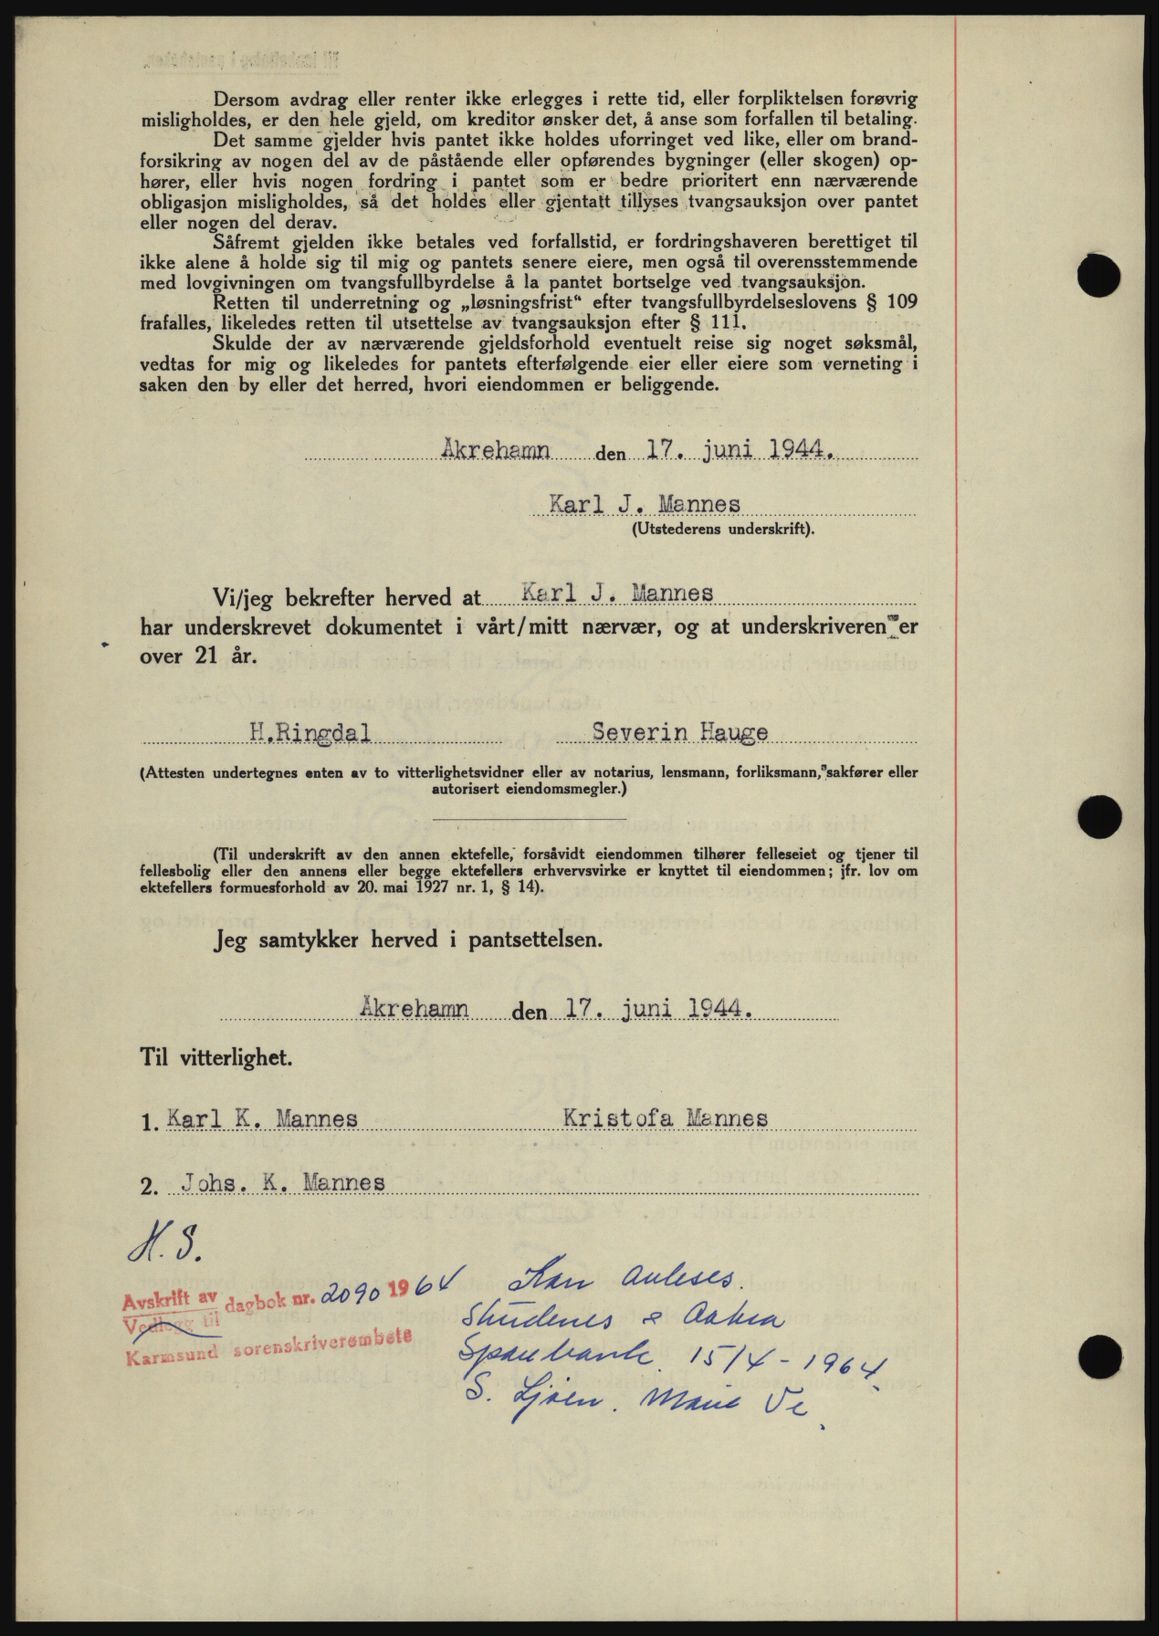 Dersom avdrag eller renter ikke erlegges i rette tid, eller forpliktelsen forøvrig
misligholdes, er den hele gjeld, om kreditor ønsker det, å anse som forfallen til betaling.
Det samme gjelder hvis pantet ikke holdes uforringet ved like, eller om brand-
forsikring av nogen del av de påstående eller opførendes bygninger (eller skogen) op-
hører, eller hvis nogen fordring i pantet som er bedre prioritert enn nærværende
obligasjon misligholdes, så det holdes eller gjentatt tillyses tvangsauksjon over pantet
eller nogen del derav.
Såfremt gjelden ikke betales ved forfallstid, er fordringshaveren berettiget til
ikke alene å holde sig til mig og pantets senere eiere, men også til overensstemmende
med lovgivningen om tvangsfullbyrdelse å la pantet bortselge ved tvangsauksjon.
Retten til underretning og „løsningsfrist“ efter tvangsfullbyrdelseslovens § 109
frafalles, likeledes retten til utsettelse av tvangsauksjon efter § 111.
Skulde der av nærværende gjeldsforhold eventuelt reise sig noget søksmål,
vedtas for mig og likeledes for pantets efterfølgende eier eller eiere som verneting i
saken den by eller det herred, hvori eiendommen er beliggende.
Åkrehamn den 17. juni 1944.
Karl J. Mannes
(Utstederens underskrift).
Vi/jeg bekrefter herved at Karl J. Mannes
har underskrevet dokumentet i vårt/mitt nærvær, og at underskriveren er
over 21 år.
H.Ringdal Severin Hauge
(Attesten undertegnes enten av to vitterlighetsvidner eller av notarius, lensmann, forliksmann, sakfører eller
autorisert eiendomsmegler.)
(Til underskrift av den annen ektefelle, forsåvidt eiendommen tilhører felleseiet og tjener til
fellesbolig eller den annens eller begge ektefellers erhvervsvirke er knyttet til eiendommen; jfr. lov om
ektefellers formuesforhold av 20. mai 1927 nr. 1, § 14).
Jeg samtykker herved i pantsettelsen.
Åkrehamn den 17. juni 1944.
Til vitterlighet.
1. Karl K. Mannes Kristofa Mannes
2. Johs. K. Mannes
H. S.
Avskrift av dagbok nr. 2090 1964
Vedlegg til
Karmsund sorenskriverembete
Kan avleses.
Skudenes & Aakra
Sparebank. 15/4-1964.
S. Ljøen. Marie Ve.